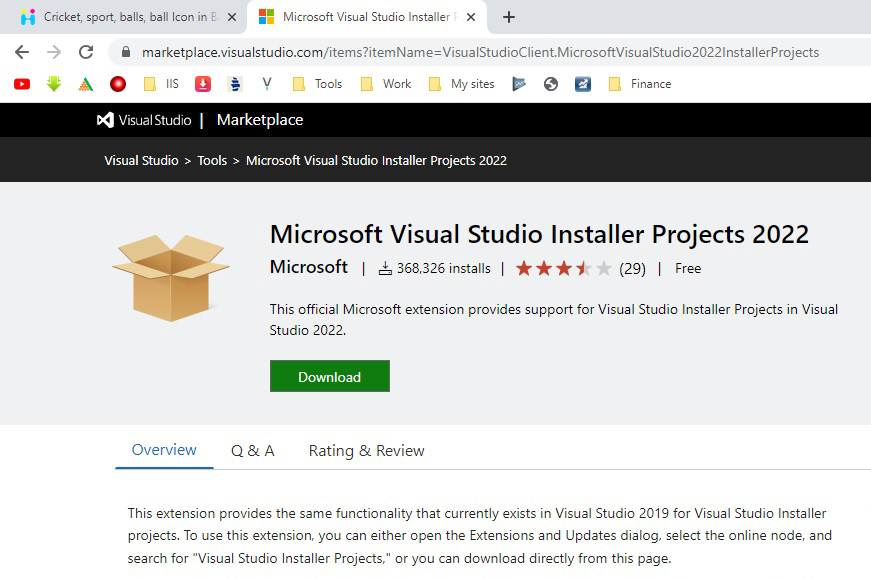 Cricket, sport, balls, ball Icon in
Microsoft Visual Studio Installer
marketplace.visualstudio.com/items?itemName=VisualStudioClient.MicrosoftVisualStudio2022InstallerProjects
IIS
Tools
Work
My sites
Finance
Visual Studio | Marketplace
Visual Studio > Tools > Microsoft Visual Studio Installer Projects 2022
Microsoft Visual Studio Installer Projects 2022
Microsoft | 368,326 installs | (29) | Free
This official Microsoft extension provides support for Visual Studio Installer Projects in Visual
Studio 2022.
Download
Overview Q & A Rating & Review
This extension provides the same functionality that currently exists in Visual Studio 2019 for Visual Studio Installer
projects. To use this extension, you can either open the Extensions and Updates dialog, select the online node, and
search for "Visual Studio Installer Projects," or you can download directly from this page.